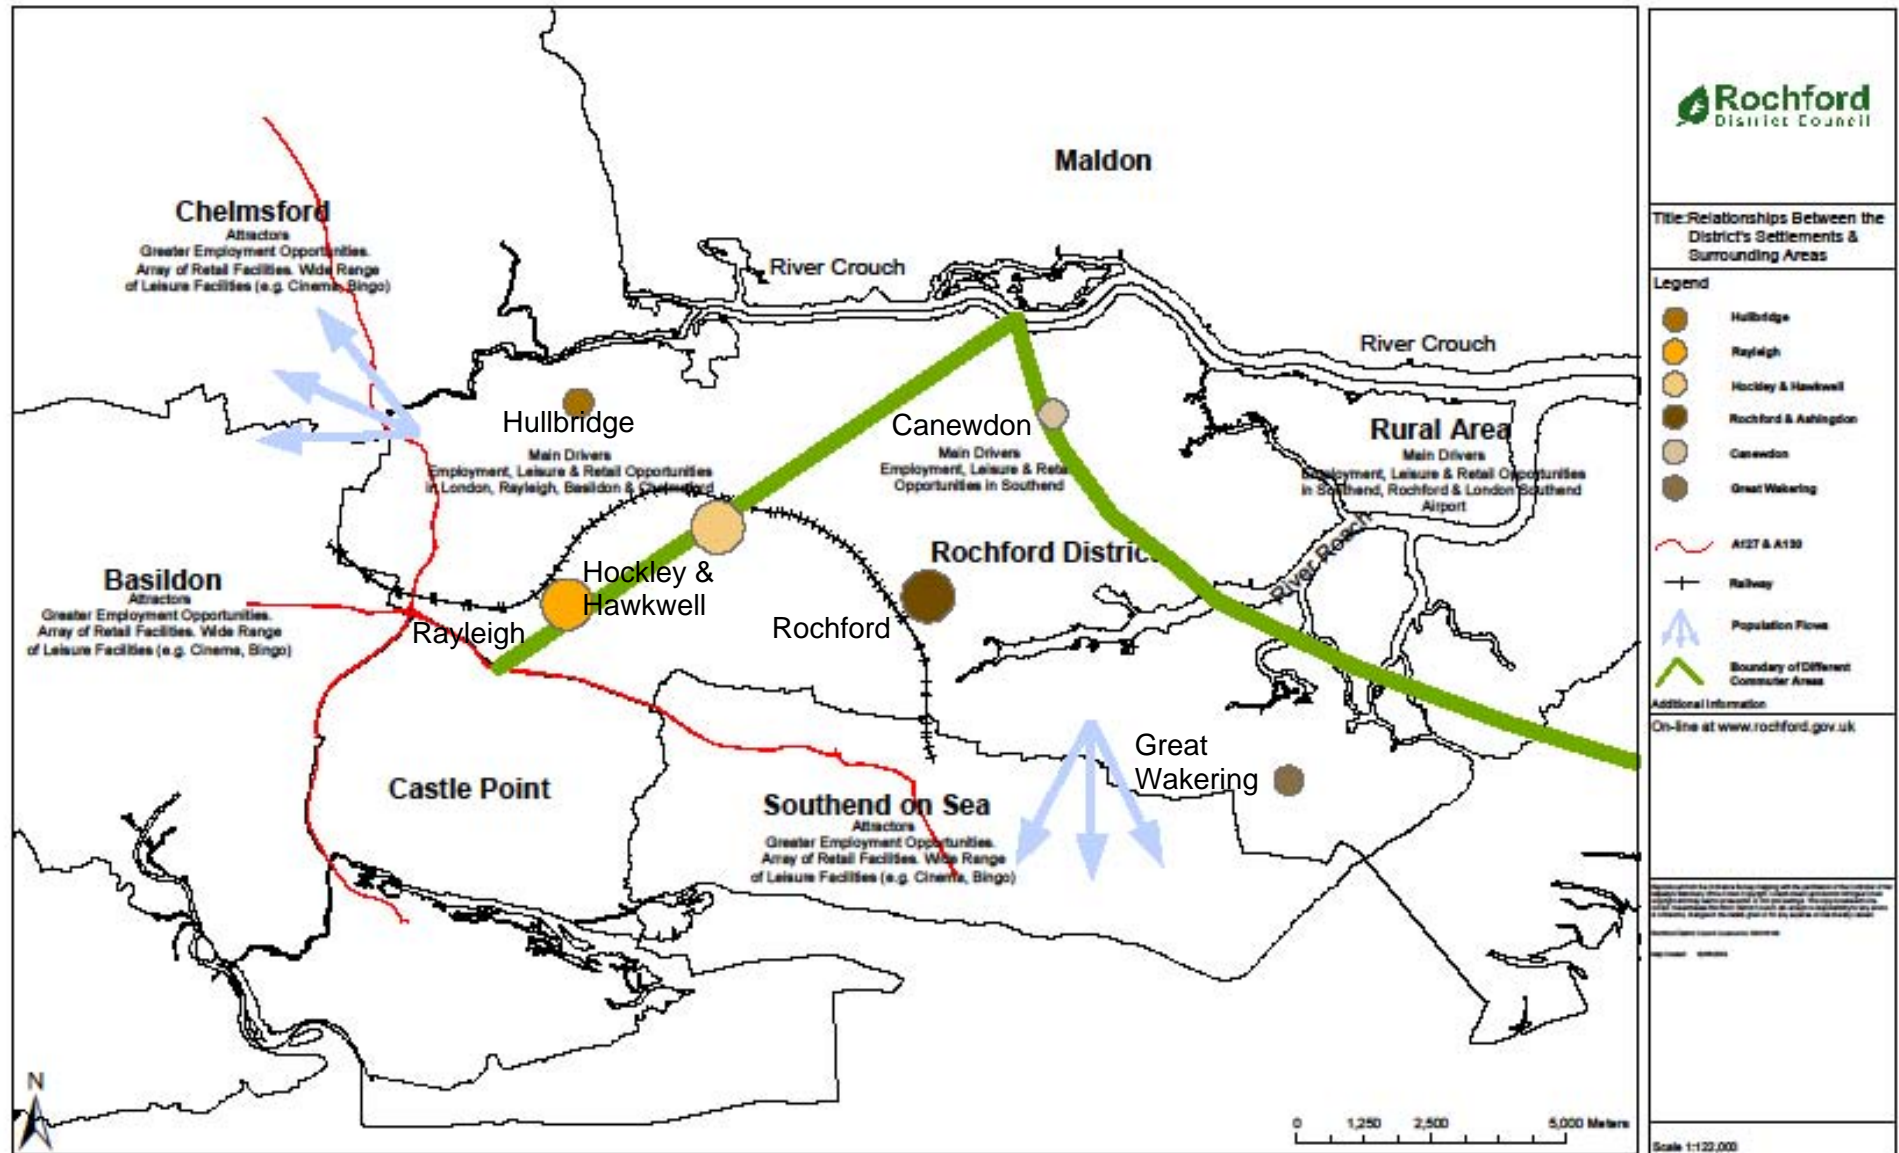 Maldon
Chelmsford
Attractors
Greater Employment Opportunities.
Array of Retail Facilities. Wide Range
of Leisure Facilities (e.g. Cinema, Bingo)
River Crouch
River Crouch
Hullbridge
Main Drivers
Employment, Leisure & Retail Opportunities
in London, Rayleigh, Basildon & Chelmsford
Canewdon
Main Drivers
Employment, Leisure & Retail
Opportunities in Southend
Rural Area
Main Drivers
Employment, Leisure & Retail Opportunities
in Southend, Rochford & London Southend
Airport
River Roach
Rochford District
Hockley &
Hawkwell
Basildon
Attractors
Greater Employment Opportunities.
Array of Retail Facilities. Wide Range
of Leisure Facilities (e.g. Cinema, Bingo)
Rayleigh
Rochford
Great
Wakering
Castle Point
Southend on Sea
Attractors
Greater Employment Opportunities.
Array of Retail Facilities. Wide Range
of Leisure Facilities (e.g. Cinema, Bingo)
N
0 1,250 2,500 5,000 Meters
Rochford
District Council
Title:Relationships Between the
District's Settlements &
Surrounding Areas
Legend
Hullbridge
Rayleigh
Hockley & Hawkwell
Rochford & Ashingdon
Canewdon
Great Wakering
A127 & A130
Railway
Population Flows
Boundary of Different
Commuter Areas
Additional Information
On-line at www.rochford.gov.uk
Scale 1:122,000